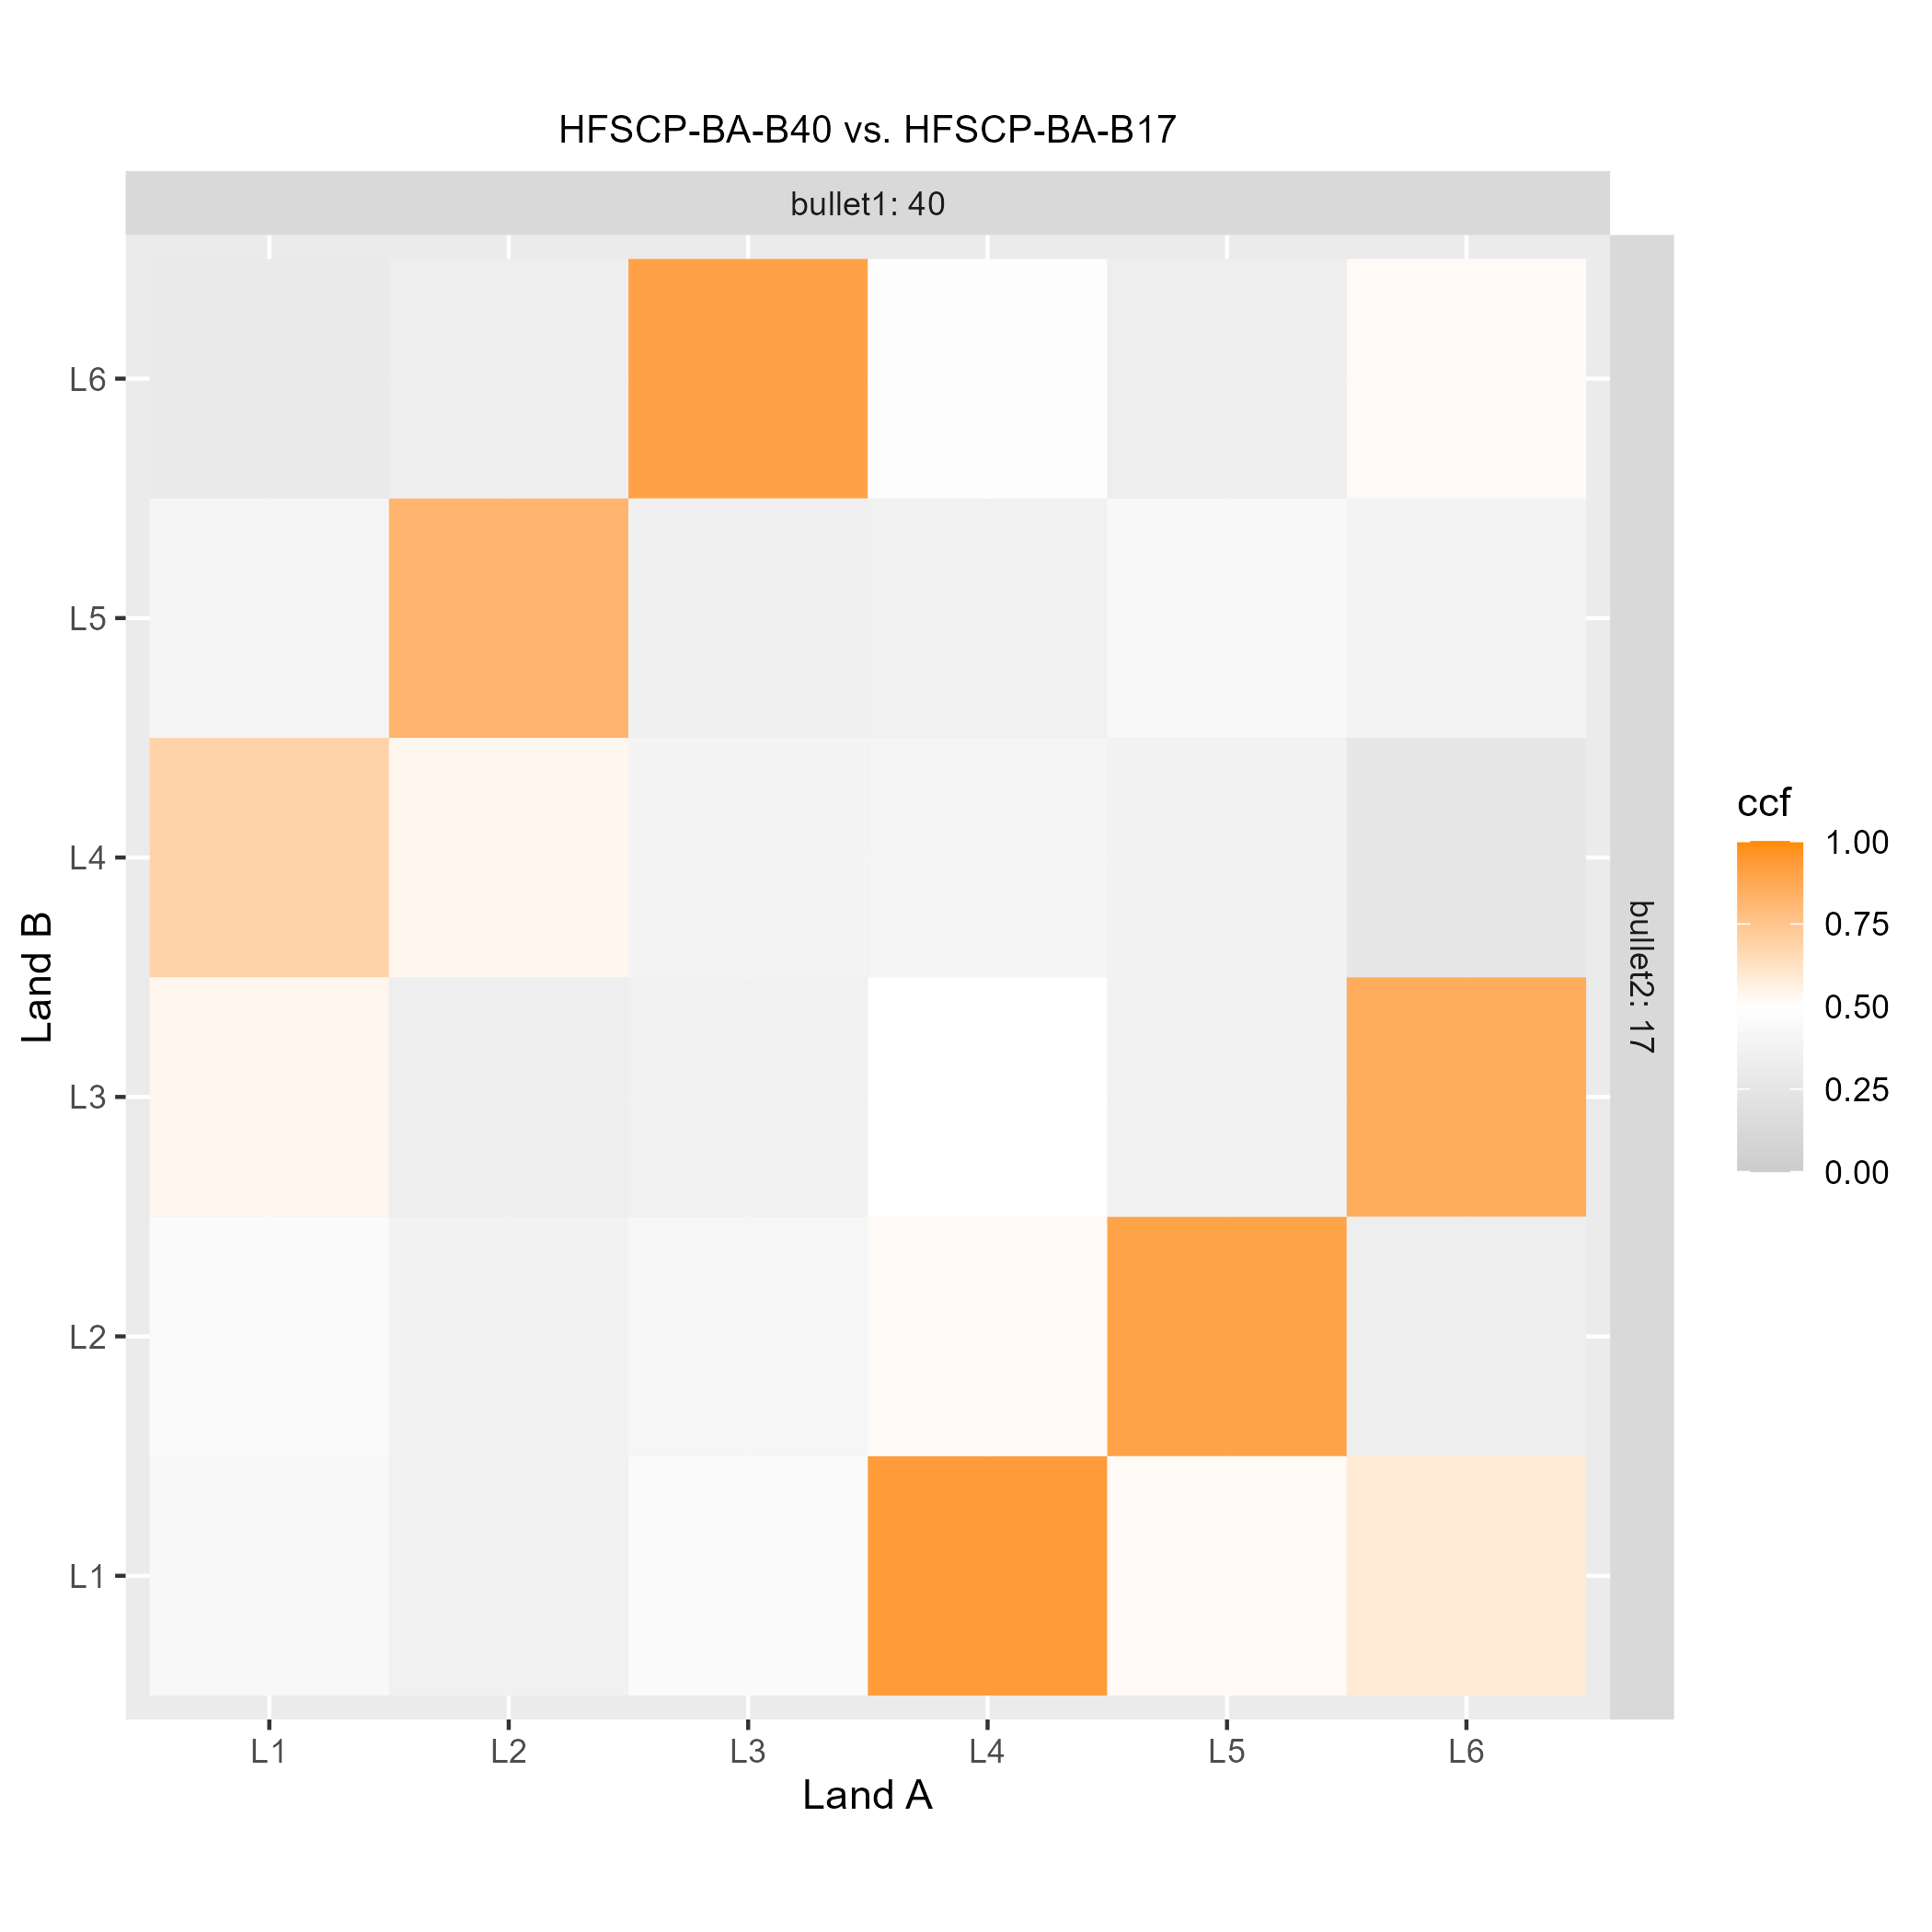 HFSCP-BA-B40 vs. HFSCP-BA-B17
bullet1: 40
L6
L5
L4
L3
L2
L1
Land B
bullet2: 17
L1 L2 L3 L4 L5 L6
Land A
ccf
1.00
0.75
0.50
0.25
0.00